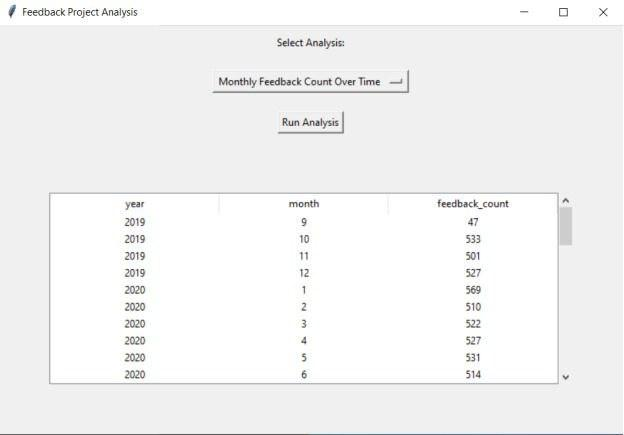 Feedback Project Analysis
Select Analysis:
Monthly Feedback Count Over Time
Run Analysis
year month feedback_count
2019 9 47
2019 10 533
2019 11 501
2019 12 527
2020 1 569
2020 2 510
2020 3 522
2020 4 527
2020 5 531
2020 6 514